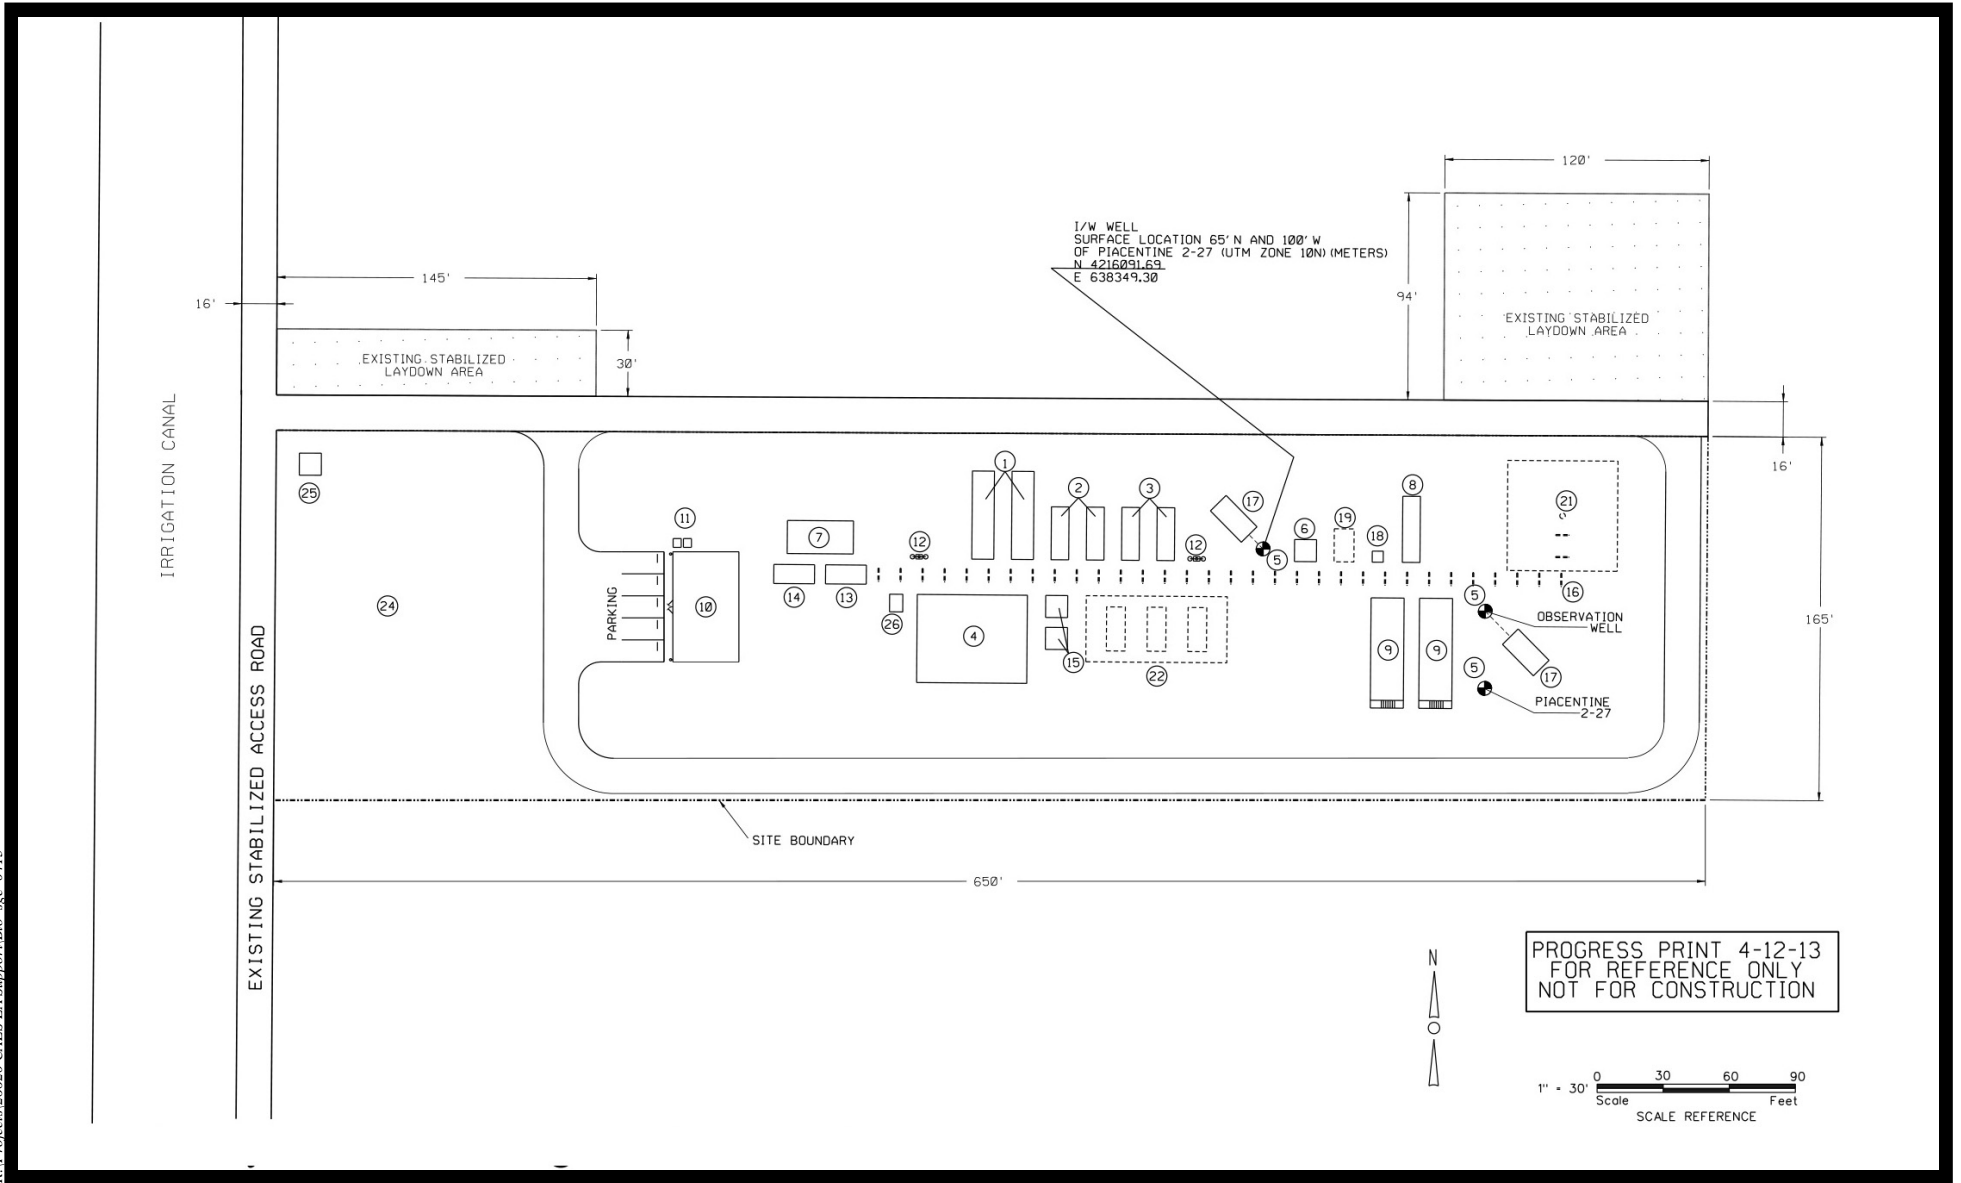 120'
I/W WELL
SURFACE LOCATION 65' N AND 100' W
OF PIACENTINE 2-27 (UTM ZONE 10N) (METERS)
N 4216091.69
E 638349.30
145'
16'
94'
EXISTING STABILIZED
LAYDOWN AREA
EXISTING STABILIZED
LAYDOWN AREA
30'
IRRIGATION CANAL
16'
1
2
3
8
17
21
25
11
7
12
12
6
19
18
5
14
13
16
24
PARKING
10
26
4
15
22
9
9
5
OBSERVATION
WELL
5
17
PIACENTINE
2-27
165'
EXISTING STABILIZED ACCESS ROAD
SITE BOUNDARY
650'
N
PROGRESS PRINT 4-12-13
FOR REFERENCE ONLY
NOT FOR CONSTRUCTION
1" = 30'
0 30 60 90
Scale Feet
SCALE REFERENCE